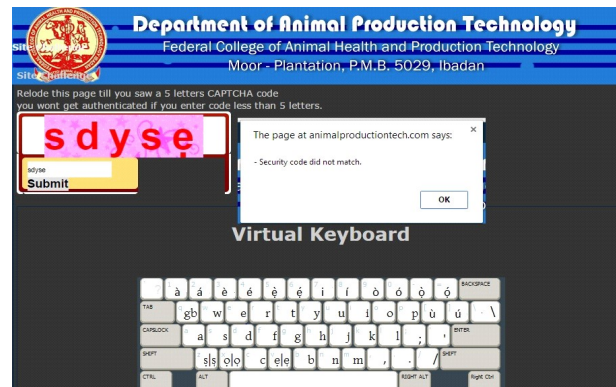 Department of Animal Production Technology
Federal College of Animal Health and Production Technology
Moor - Plantation, P.M.B. 5029, Ibadan
Site Challenge
Relode this page till you saw a 5 letters CAPTCHA code
you wont get authenticated if you enter code less than 5 letters.
s d y s ẹ
sdyse
Submit
The page at animalproductiontech.com says:
- Security code did not match.
OK
Virtual Keyboard
à á è é ẹ̀ ẹ́ ì í ò ó ọ̀ ọ́ BACKSPACE
TAB gb w e r t y u i o p ù ú \
CAPSLOCK a s d f g h j k l ; ' ENTER
SHIFT ṣ|s ọ|o c ẹ|e b n m , . / SHIFT
CTRL ALT RIGHT ALT Right Ctrl